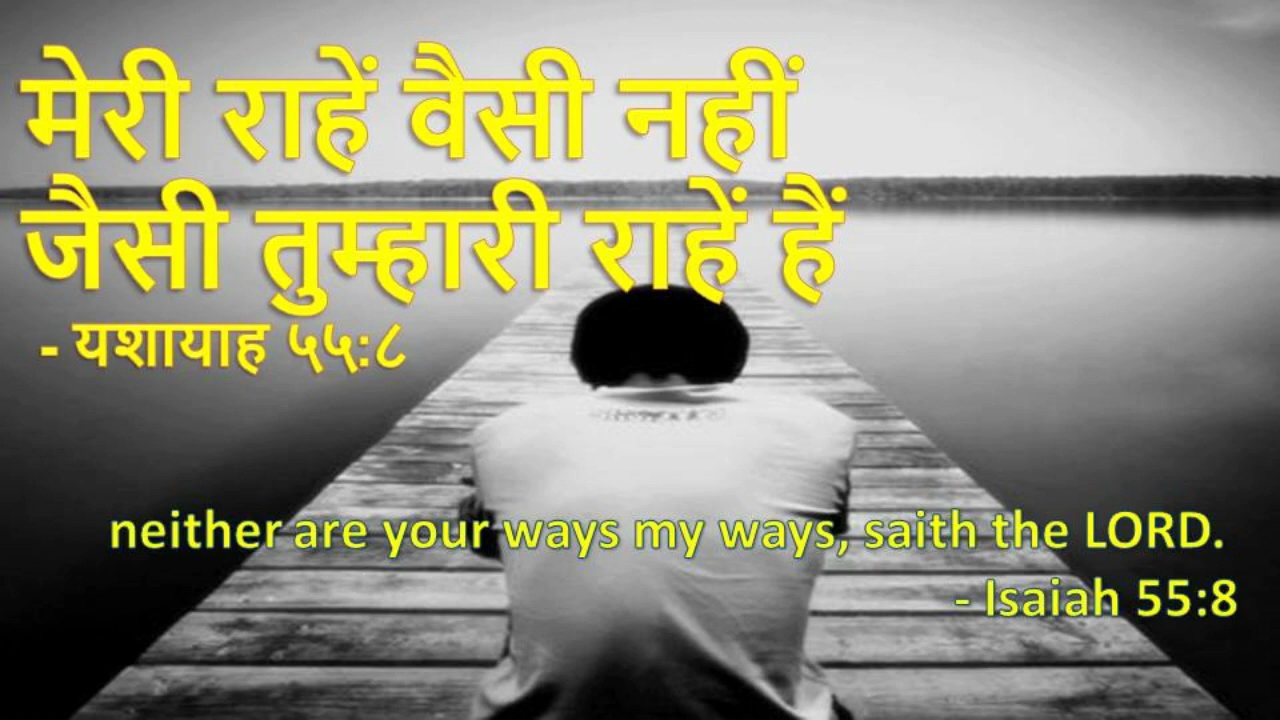 मेरी राहें वैसी नहीं
जैसी तुम्हारी राहें हैं
- यशायाह ५५:८
neither are your ways my ways, saith the LORD.
- Isaiah 55:8